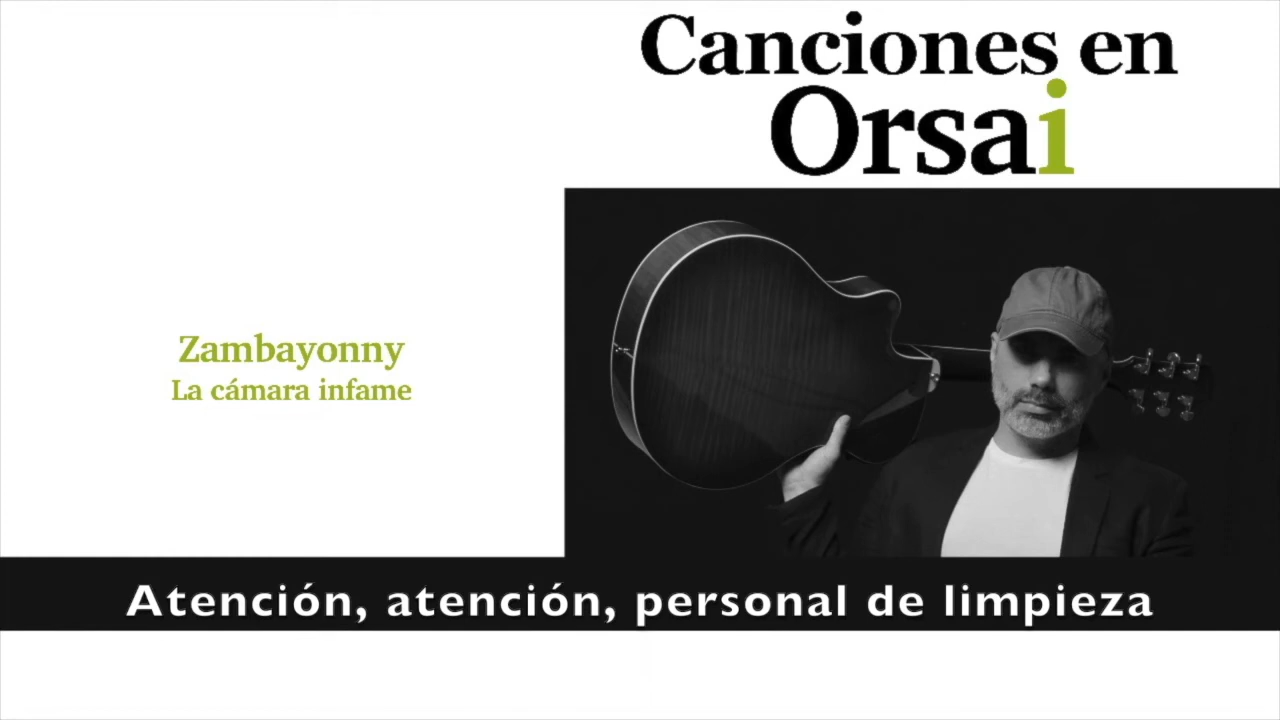 Canciones en
Orsai
Zambayonny
La cámara infame
Atención, atención, personal de limpieza